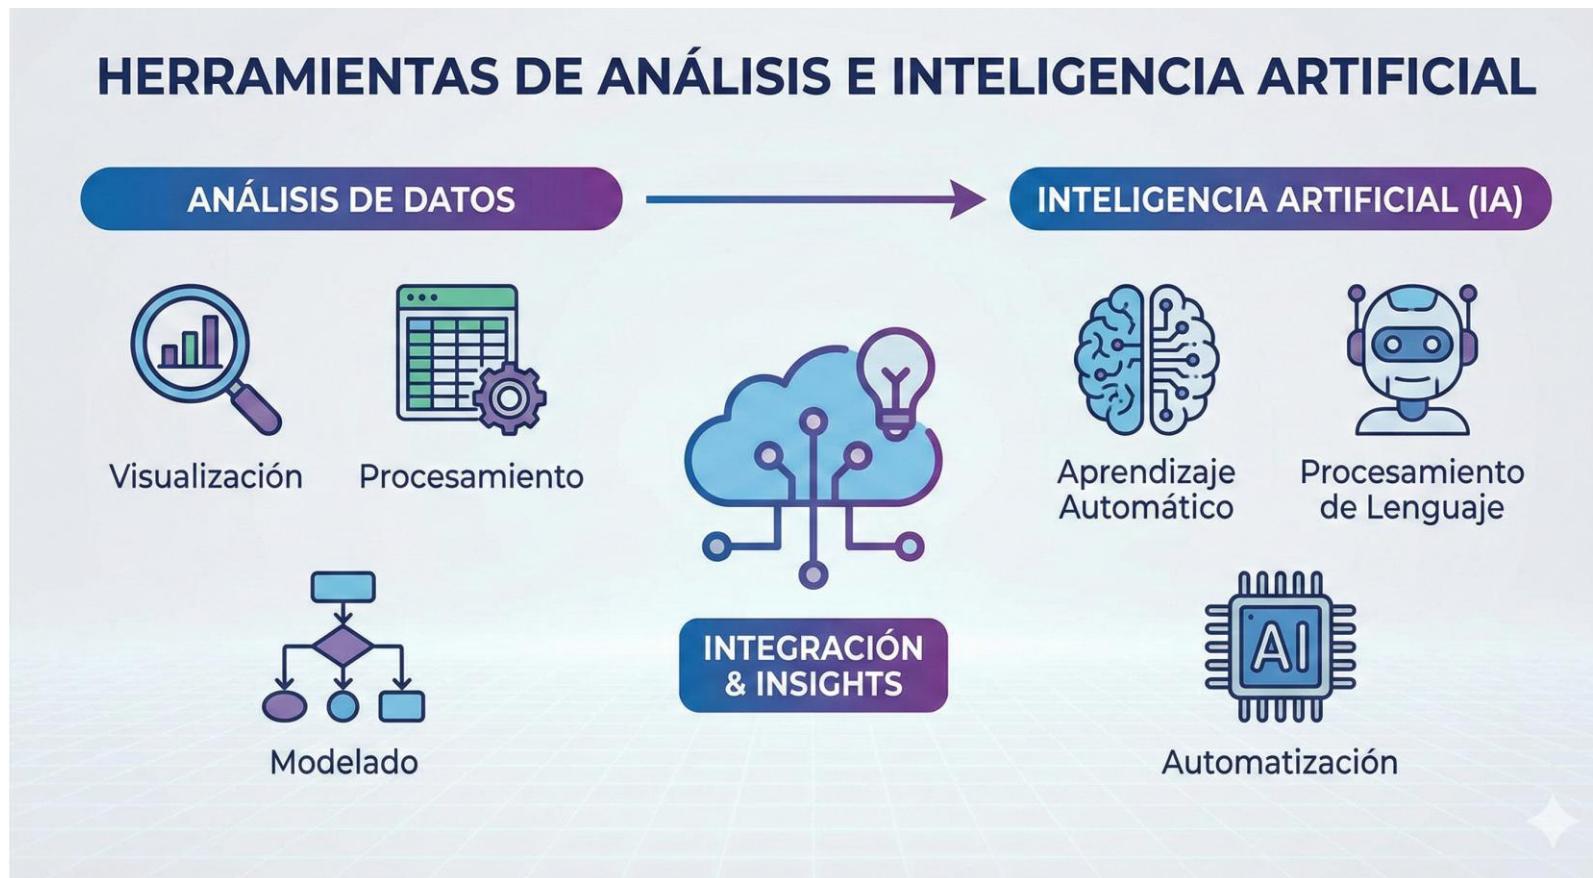 HERRAMIENTAS DE ANÁLISIS E INTELIGENCIA ARTIFICIAL
ANÁLISIS DE DATOS
INTELIGENCIA ARTIFICIAL (IA)
Visualización
Procesamiento
Modelado
INTEGRACIÓN
& INSIGHTS
Aprendizaje
Automático
Procesamiento
de Lenguaje
AI
Automatización